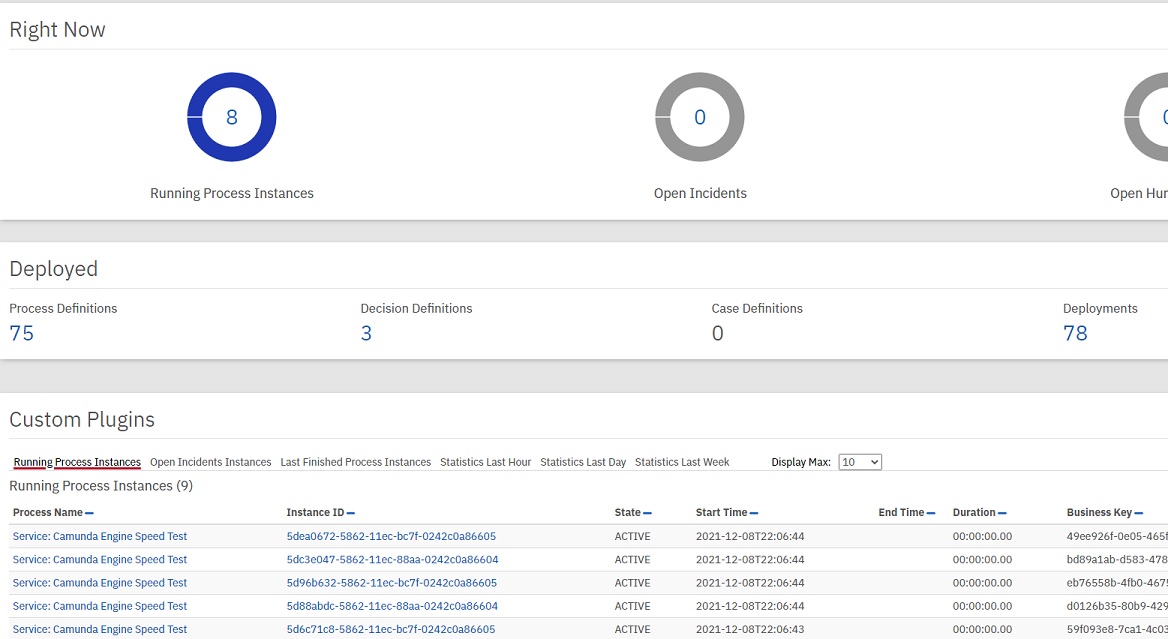 Right Now
8 0
Running Process Instances Open Incidents Open
Deployed
Process Definitions Decision Definitions Case Definitions Deployments
75 3 0 78
Custom Plugins
Running Process Instances Open Incidents Instances Last Finished Process Instances Statistics Last Hour Statistics Last Day Statistics Last Week Display Max: 10
Running Process Instances (9)
Process Name Instance ID State Start Time End Time Duration Business Key
Service: Camunda Engine Speed Test 5dea0672-5862-11ec-bc7f-0242c0a86605 ACTIVE 2021-12-08T22:06:44 00:00:00.00 49ee926f-0e05-465f
Service: Camunda Engine Speed Test 5dc3e047-5862-11ec-88aa-0242c0a86604 ACTIVE 2021-12-08T22:06:44 00:00:00.00 bd89a1ab-d583-478
Service: Camunda Engine Speed Test 5d96b632-5862-11ec-bc7f-0242c0a86605 ACTIVE 2021-12-08T22:06:44 00:00:00.00 eb76558b-4fb0-4675
Service: Camunda Engine Speed Test 5d88abdc-5862-11ec-88aa-0242c0a86604 ACTIVE 2021-12-08T22:06:44 00:00:00.00 d0126b35-80b9-429
Service: Camunda Engine Speed Test 5d6c71c8-5862-11ec-bc7f-0242c0a86605 ACTIVE 2021-12-08T22:06:43 00:00:00.00 59f093e8-7ca1-4c03